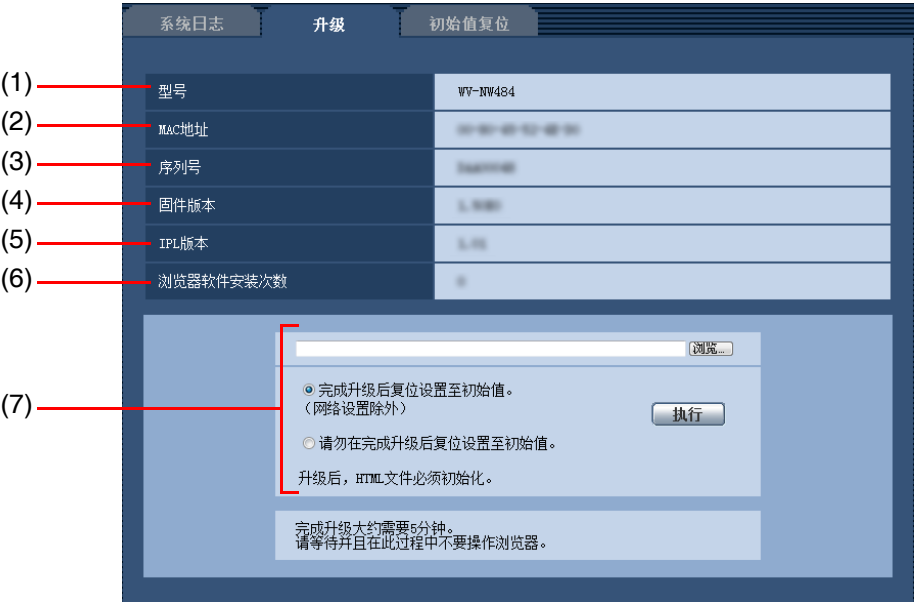 系统日志
升级
初始值复位
(1)
型号
WV-NW484
(2)
MAC地址
(3)
序列号
(4)
固件版本
(5)
IPL版本
(6)
浏览器软件安装次数
(7)
浏览...
完成升级后复位设置至初始值。
（网络设置除外）
执行
请勿在完成升级后复位设置至初始值。
升级后，HTML文件必须初始化。
完成升级大约需要5分钟。
请等待并且在此过程中不要操作浏览器。